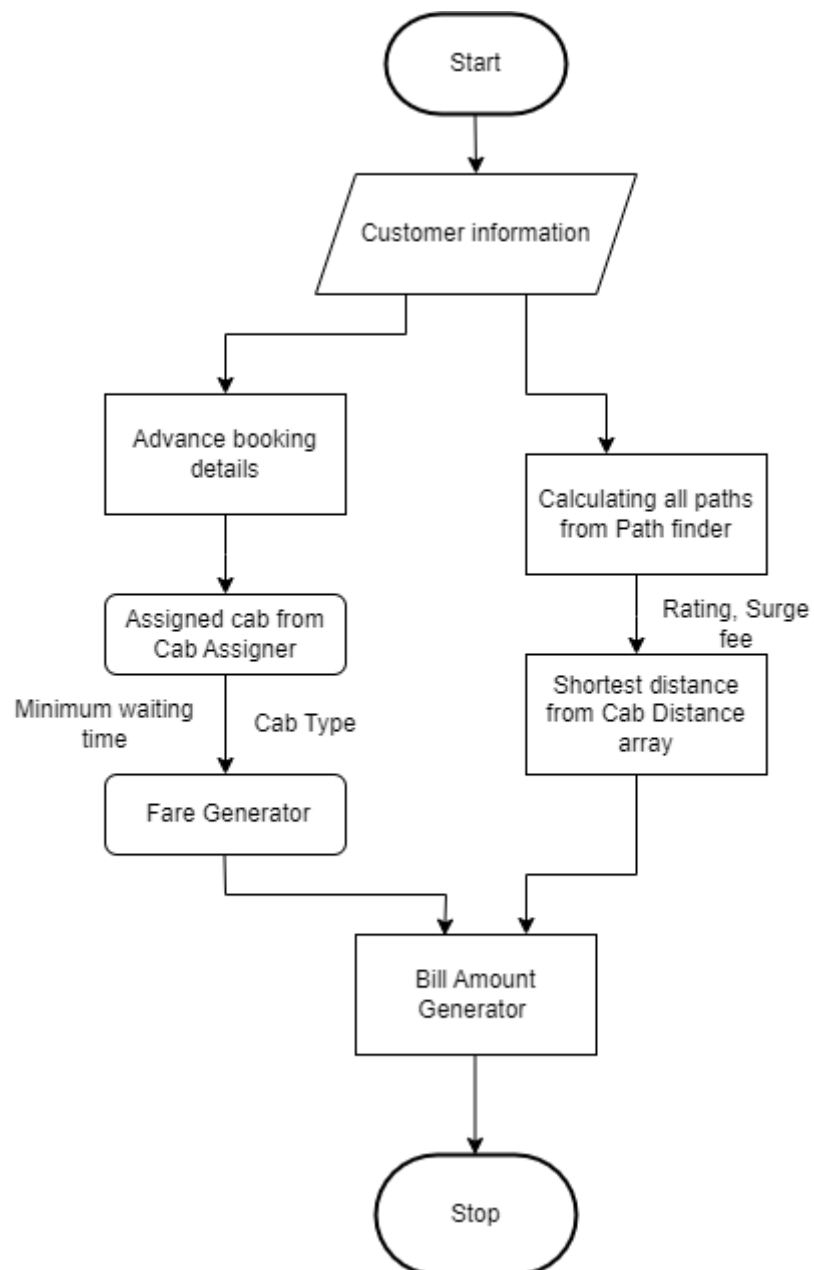 Start
Customer information
Advance booking
details
Calculating all paths
from Path finder
Assigned cab from
Cab Assigner
Rating, Surge
fee
Minimum waiting
time
Cab Type
Shortest distance
from Cab Distance
array
Fare Generator
Bill Amount
Generator
Stop